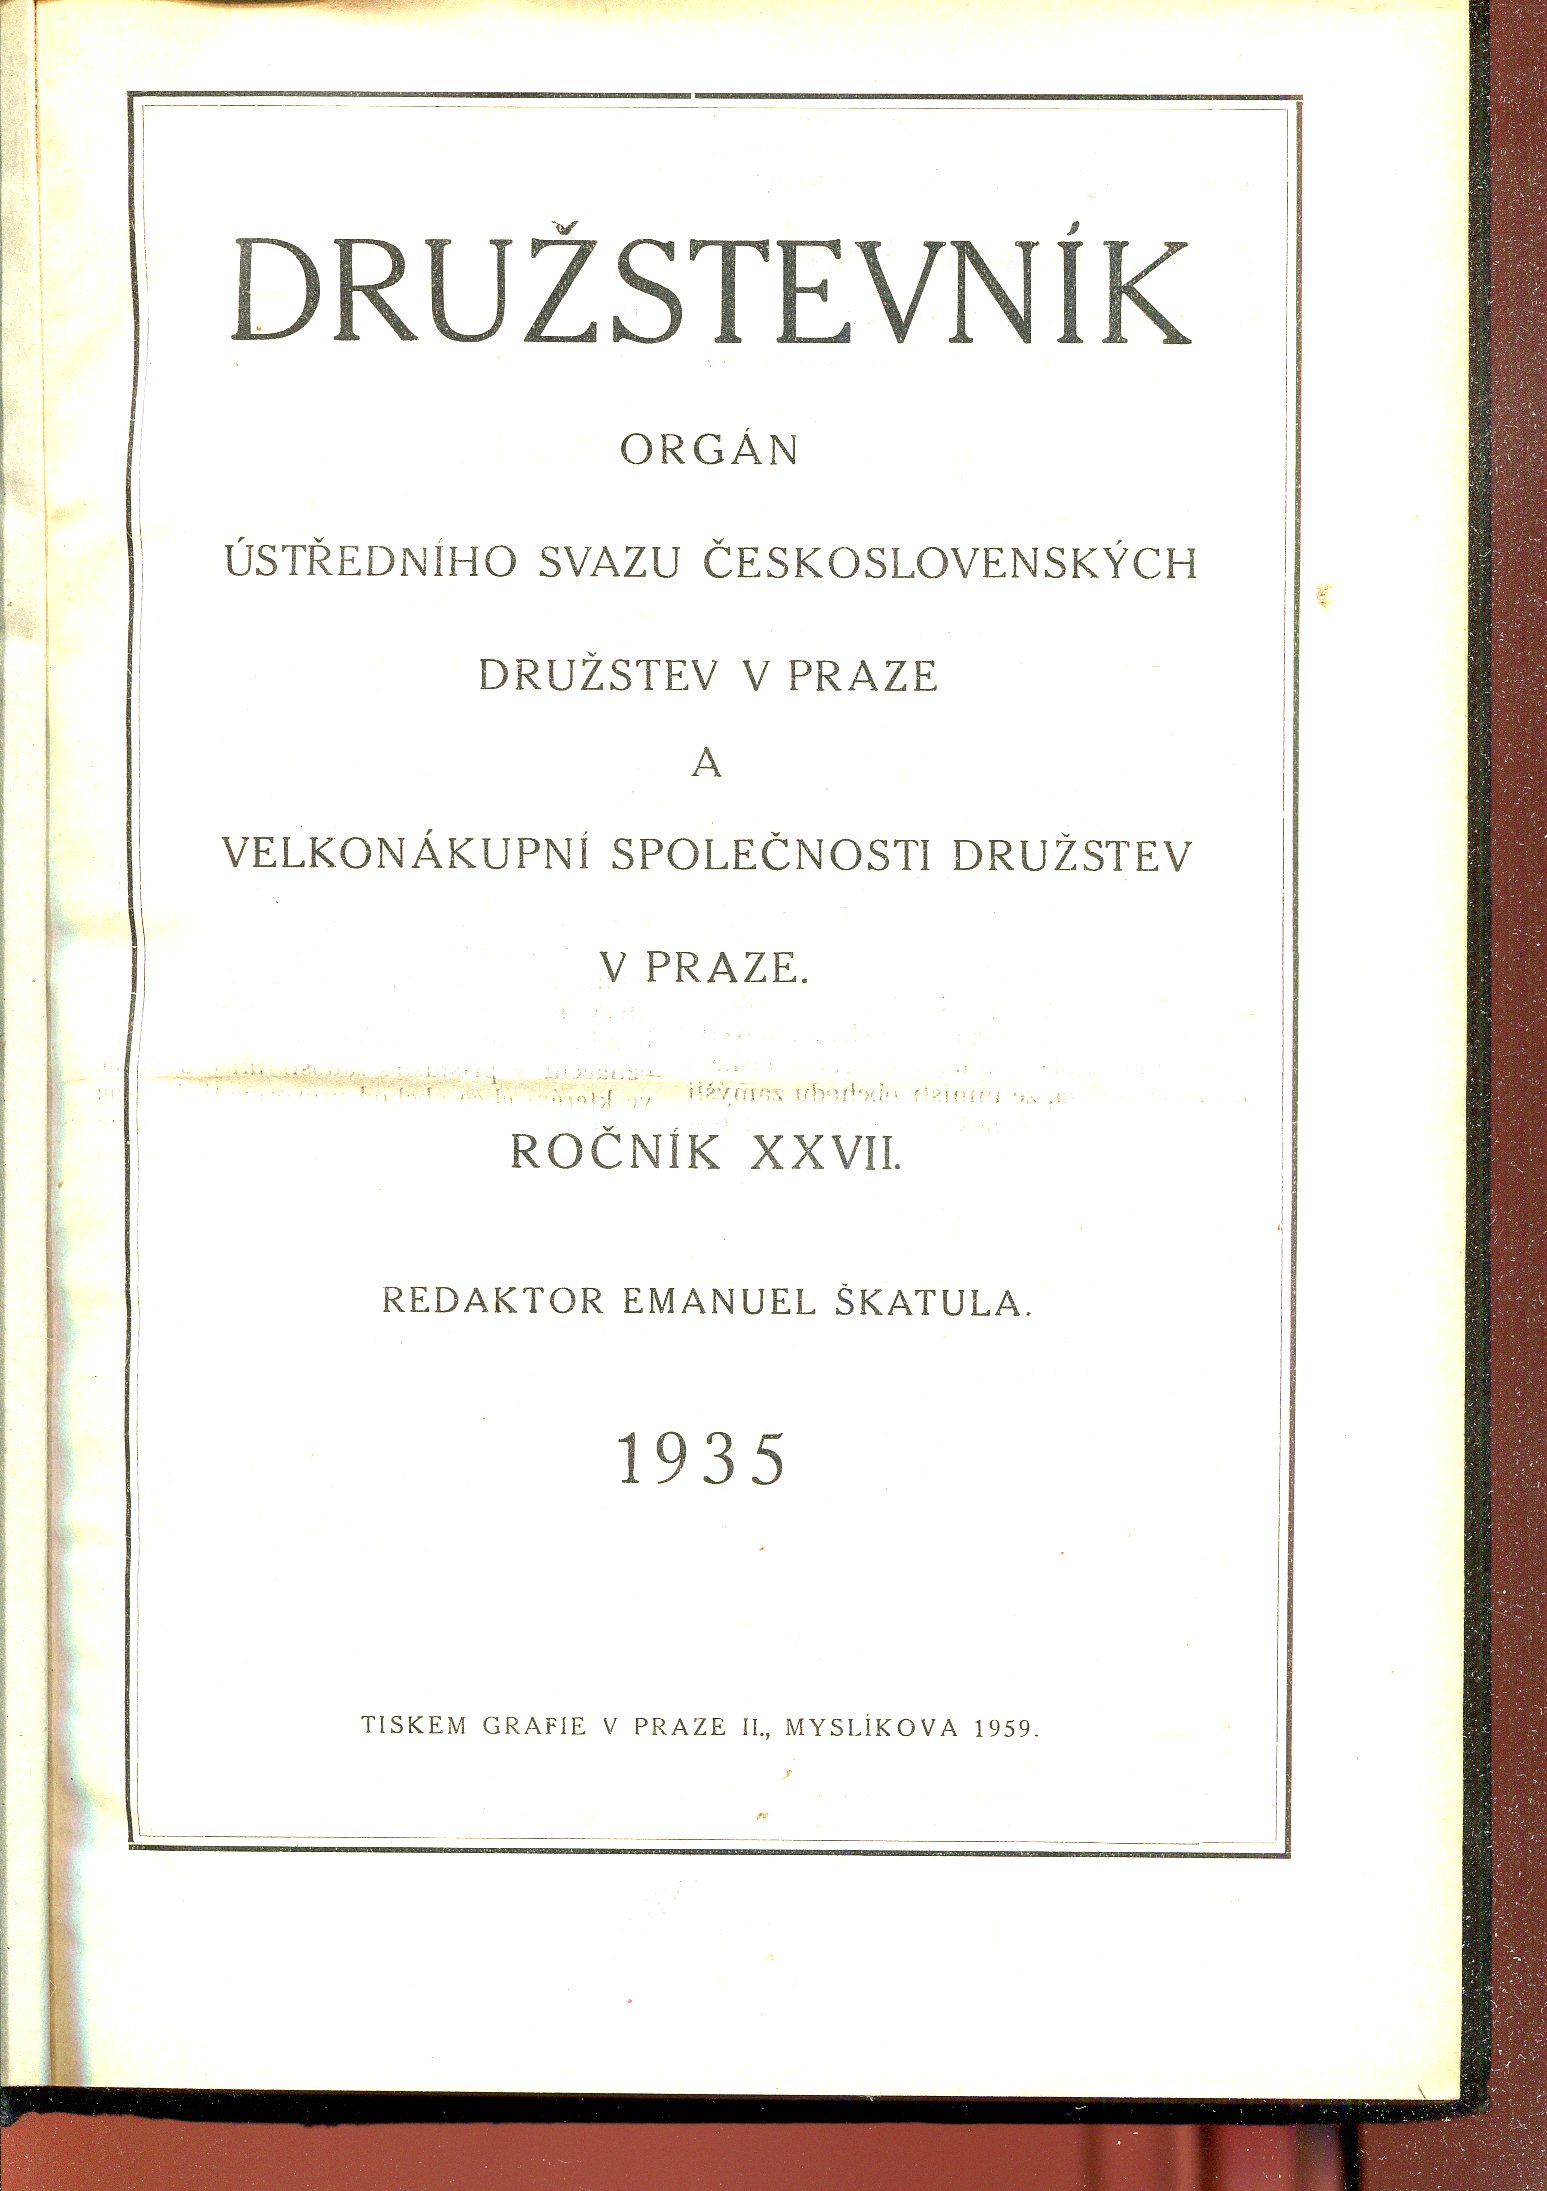 DRUŽSTEVNÍK
ORGÁN
ÚSTŘEDNÍHO SVAZU ČESKOSLOVENSKÝCH
DRUŽSTEV V PRAZE
A
VELKONÁKUPNÍ SPOLEČNOSTI DRUŽSTEV
V PRAZE.
ROČNÍK XXVII.
REDAKTOR EMANUEL ŠKATULA.
1935
TISKEM GRAFIE V PRAZE II., MYSLÍKOVA 1959.